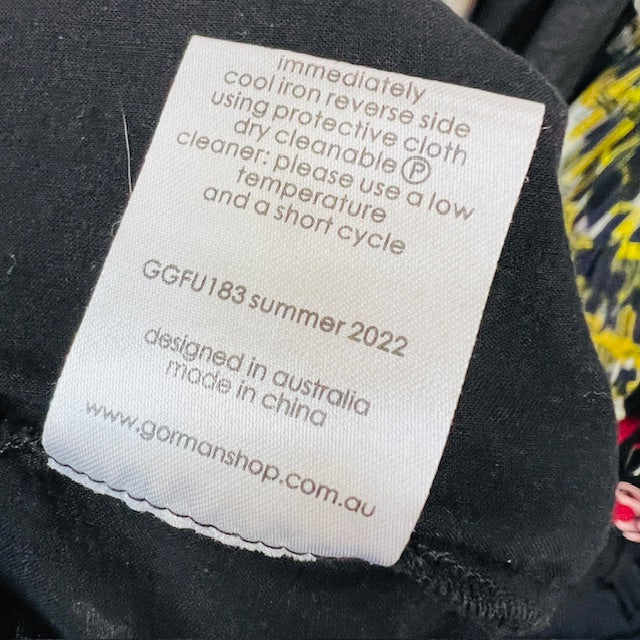 immediately
cool iron reverse side
using protective cloth
dry cleanable Ⓟ
cleaner: please use a low
temperature
and a short cycle
GGFU183 summer 2022
designed in australia
made in china
www.gormanshop.com.au